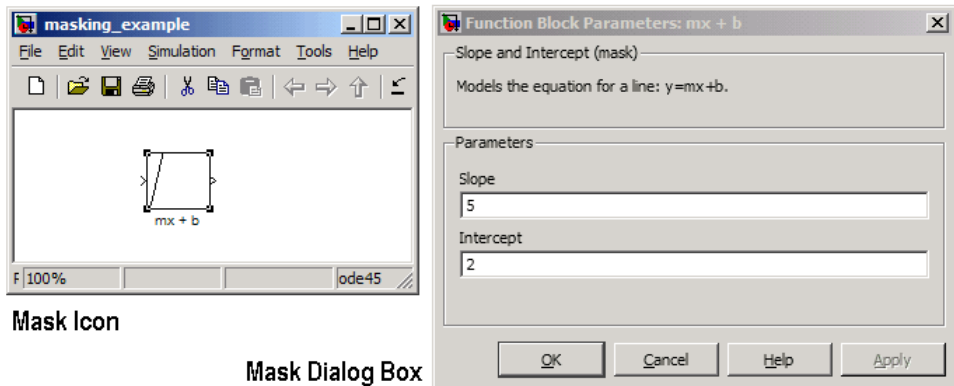 masking_example
File Edit View Simulation Format Tools Help
mx + b
100%
ode45
Mask Icon
Mask Dialog Box
Function Block Parameters: mx + b
Slope and Intercept (mask)
Models the equation for a line: y=mx+b.
Parameters
Slope
5
Intercept
2
OK Cancel Help Apply